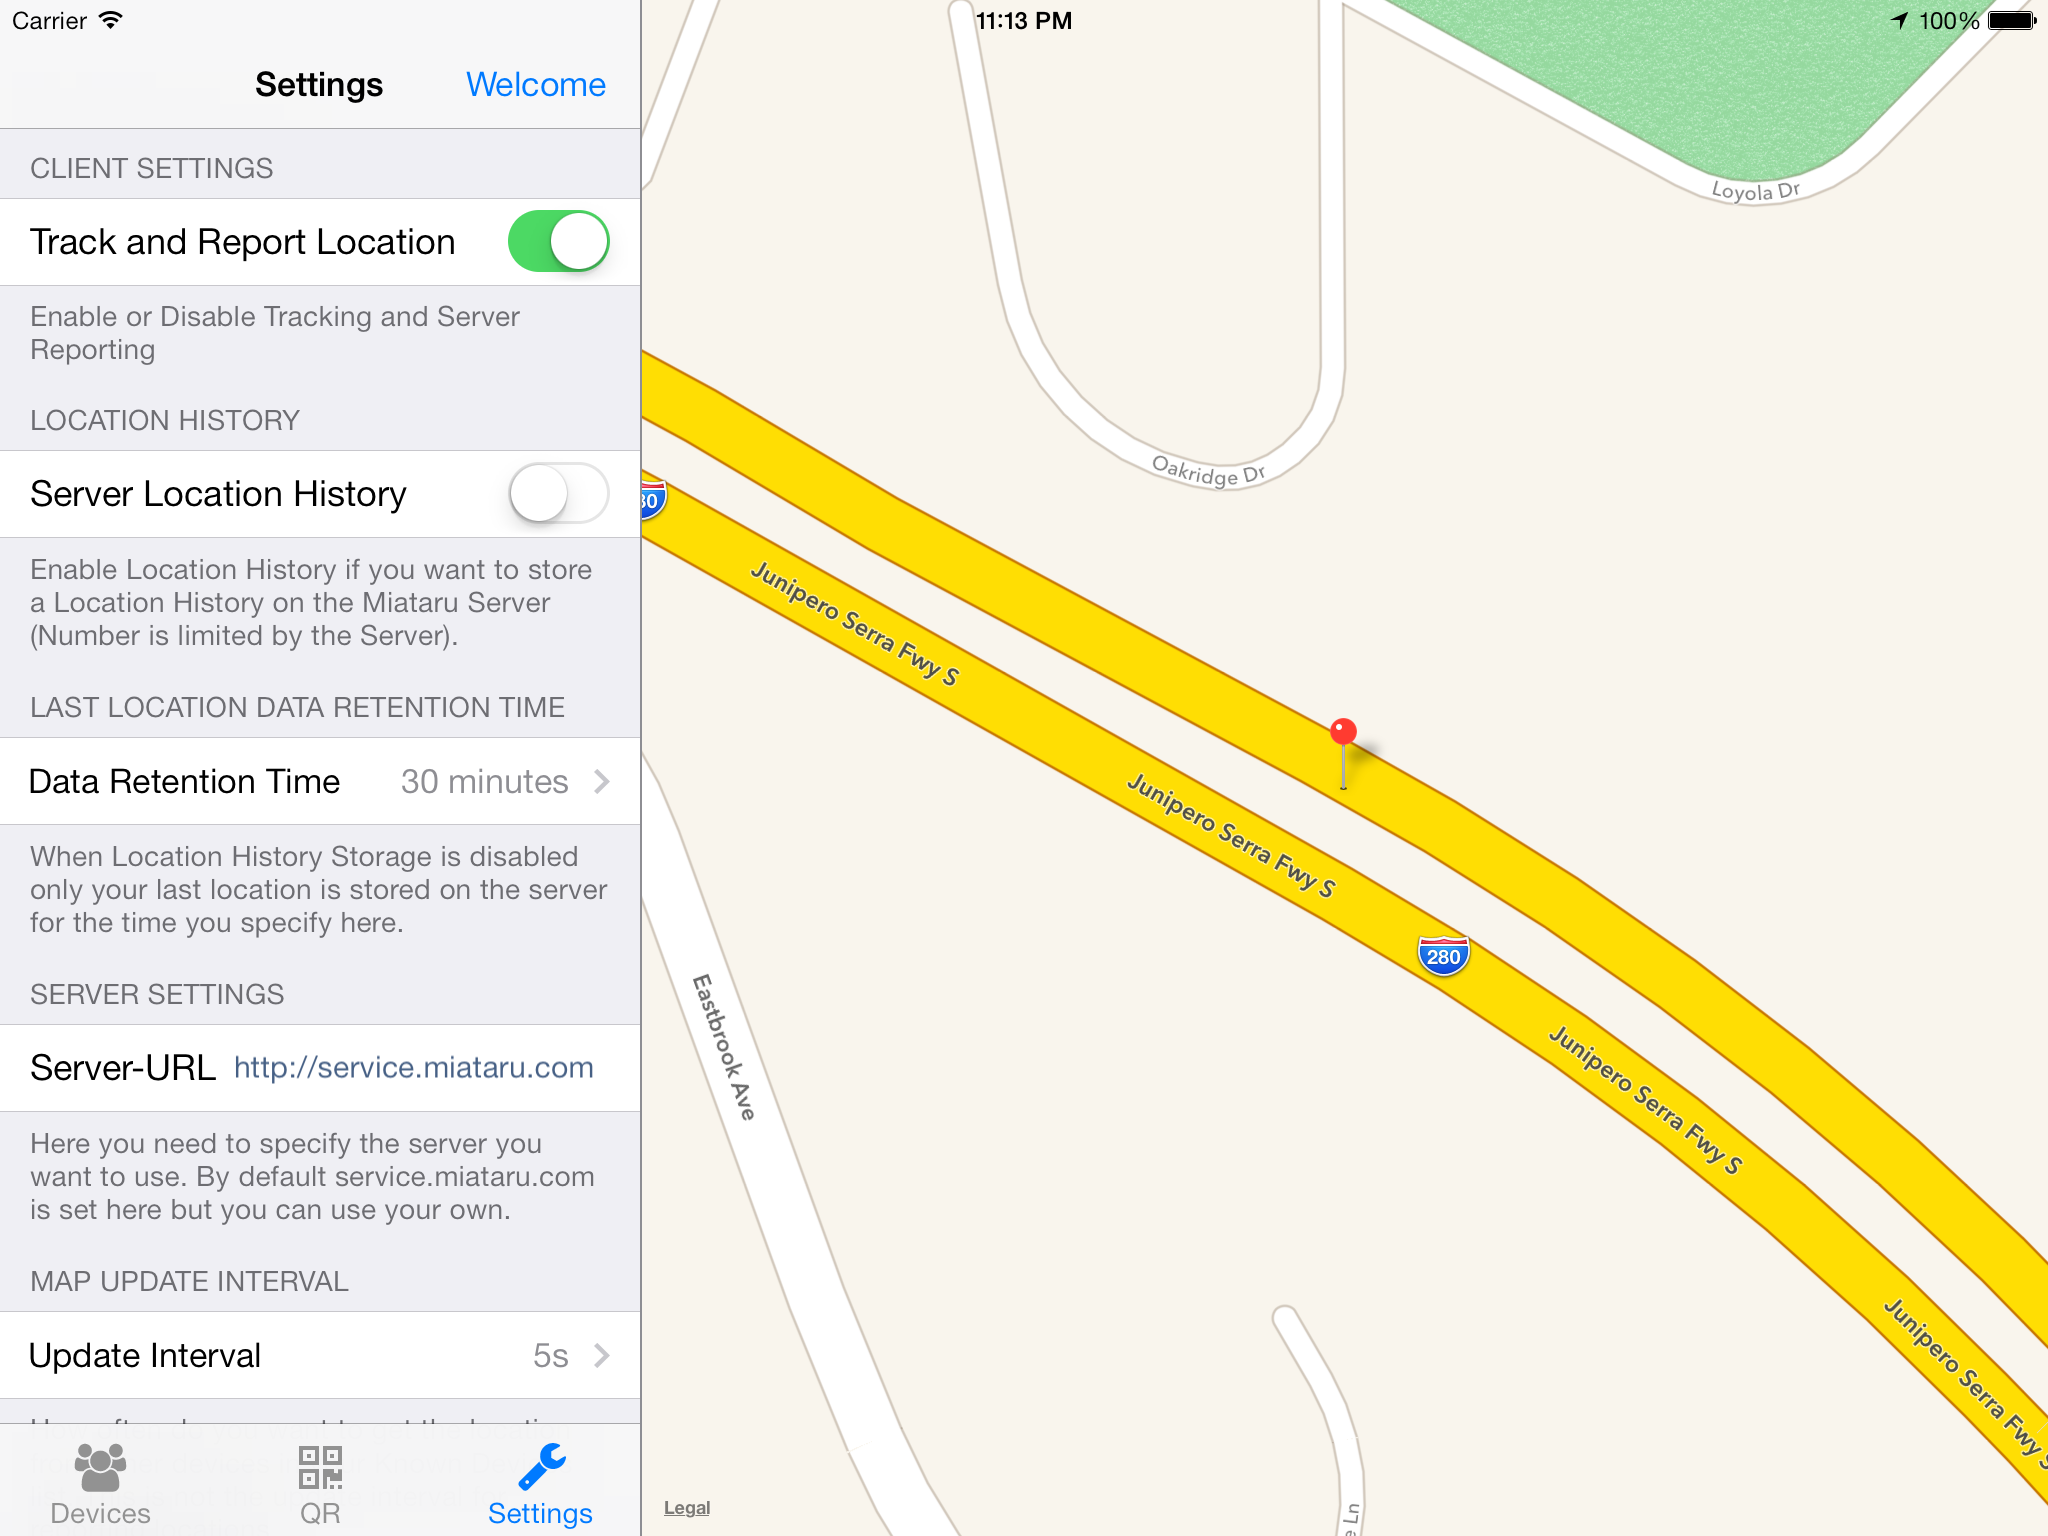 Carrier
11:13 PM
100%
Settings
Welcome
CLIENT SETTINGS
Track and Report Location
Enable or Disable Tracking and Server
Reporting
LOCATION HISTORY
Server Location History
Enable Location History if you want to store
a Location History on the Miataru Server
(Number is limited by the Server).
LAST LOCATION DATA RETENTION TIME
Data Retention Time
30 minutes
When Location History Storage is disabled
only your last location is stored on the server
for the time you specify here.
SERVER SETTINGS
Server-URL
http://service.miataru.com
Here you need to specify the server you
want to use. By default service.miataru.com
is set here but you can use your own.
MAP UPDATE INTERVAL
Update Interval
5s
Devices
QR
Settings
Loyola Dr
Oakridge Dr
Junipero Serra Fwy S
Junipero Serra Fwy S
280
Eastbrook Ave
Junipero Serra Fwy S
Junipero Serra Fwy S
Ln
Legal